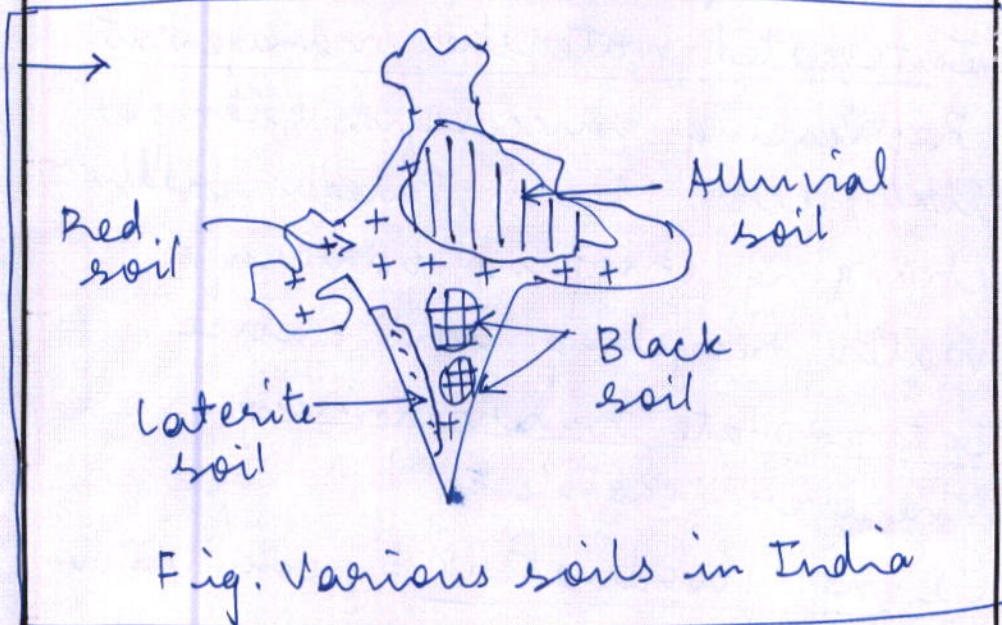 Alluvial
soil
Red
soil
Black
soil
Laterite
soil
Fig. Various soils in India